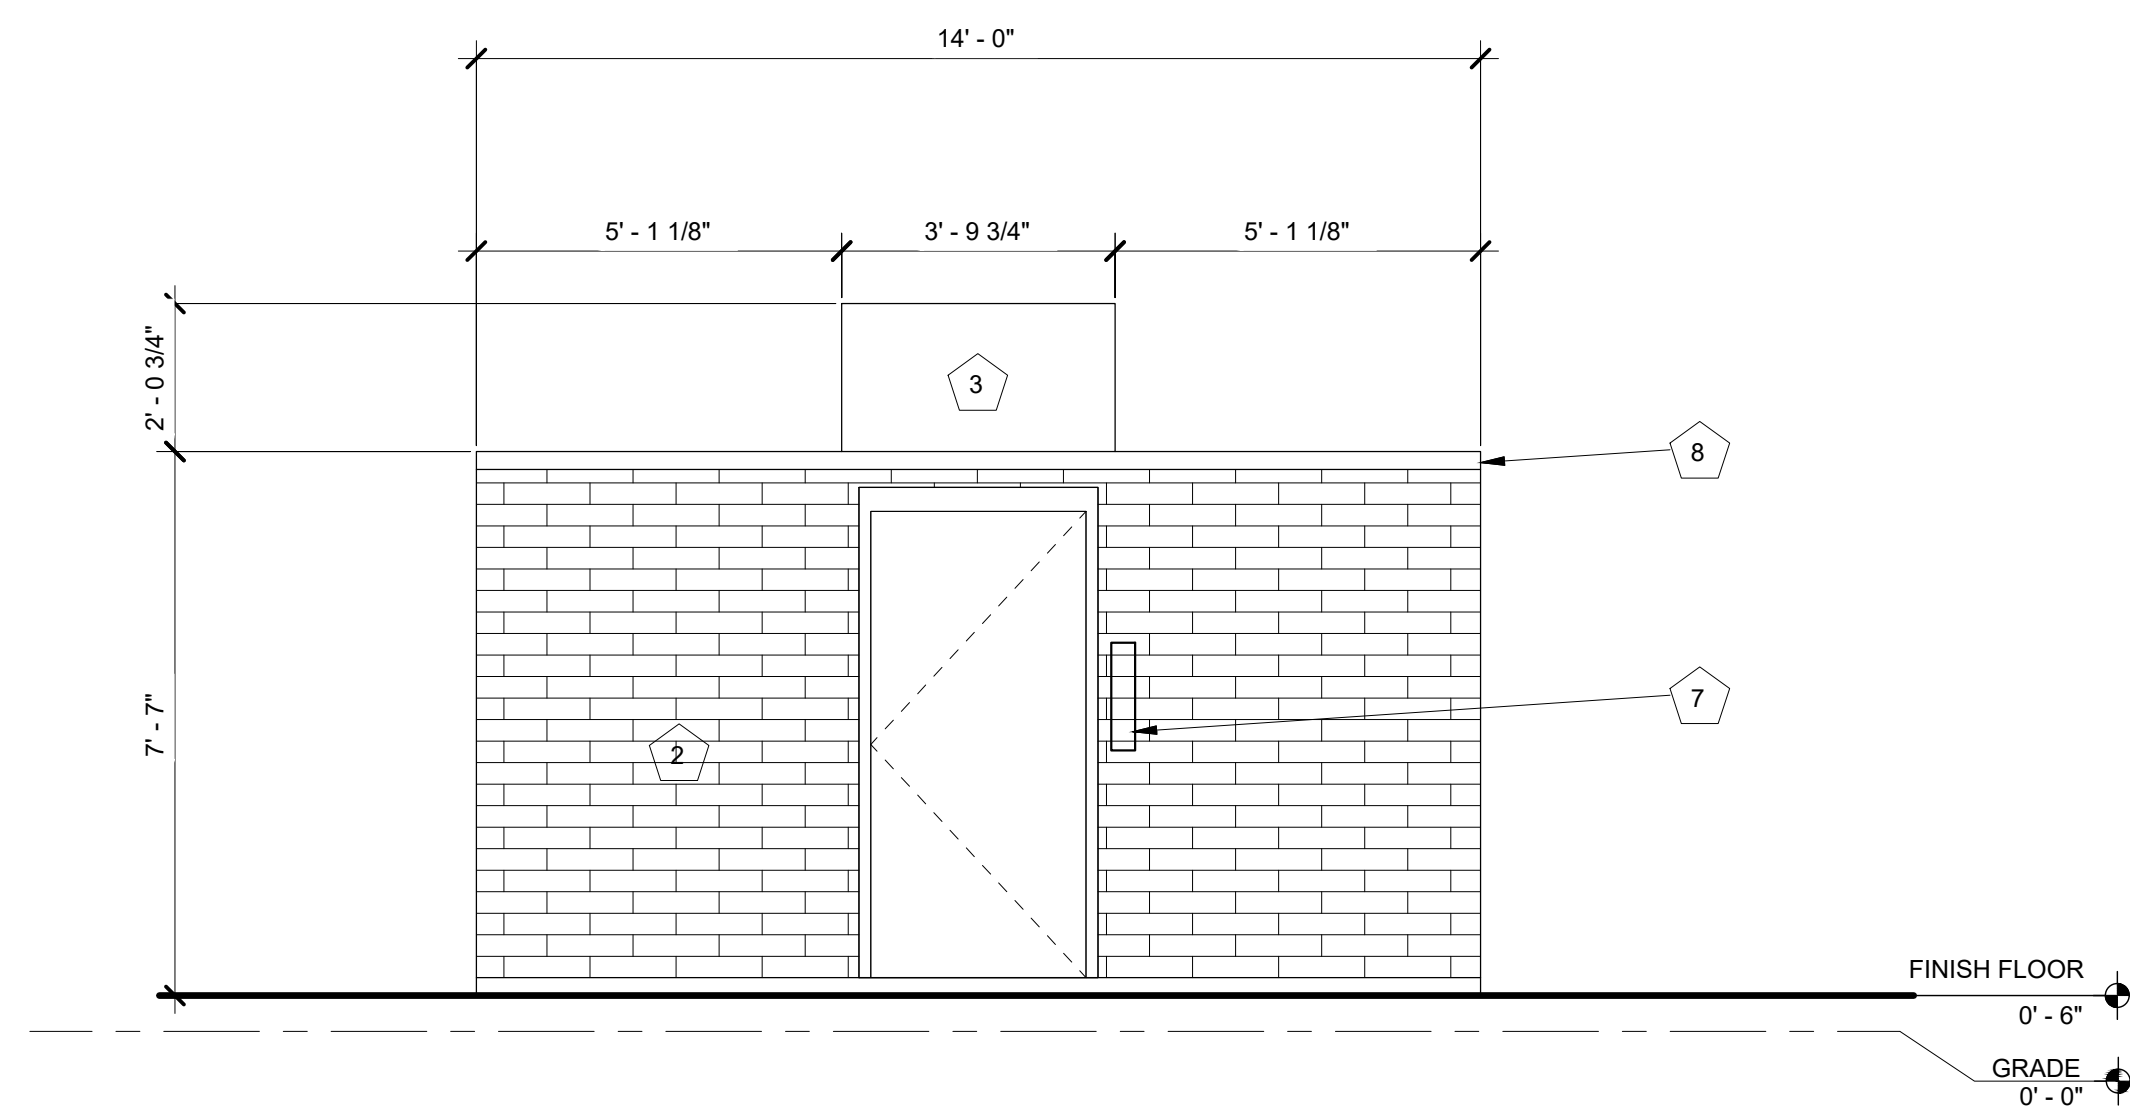 14' - 0"
5' - 1 1/8"
3' - 9 3/4"
5' - 1 1/8"
2' - 0 3/4"
3
8
7
7' - 7"
2
FINISH FLOOR
0' - 6"
GRADE
0' - 0"